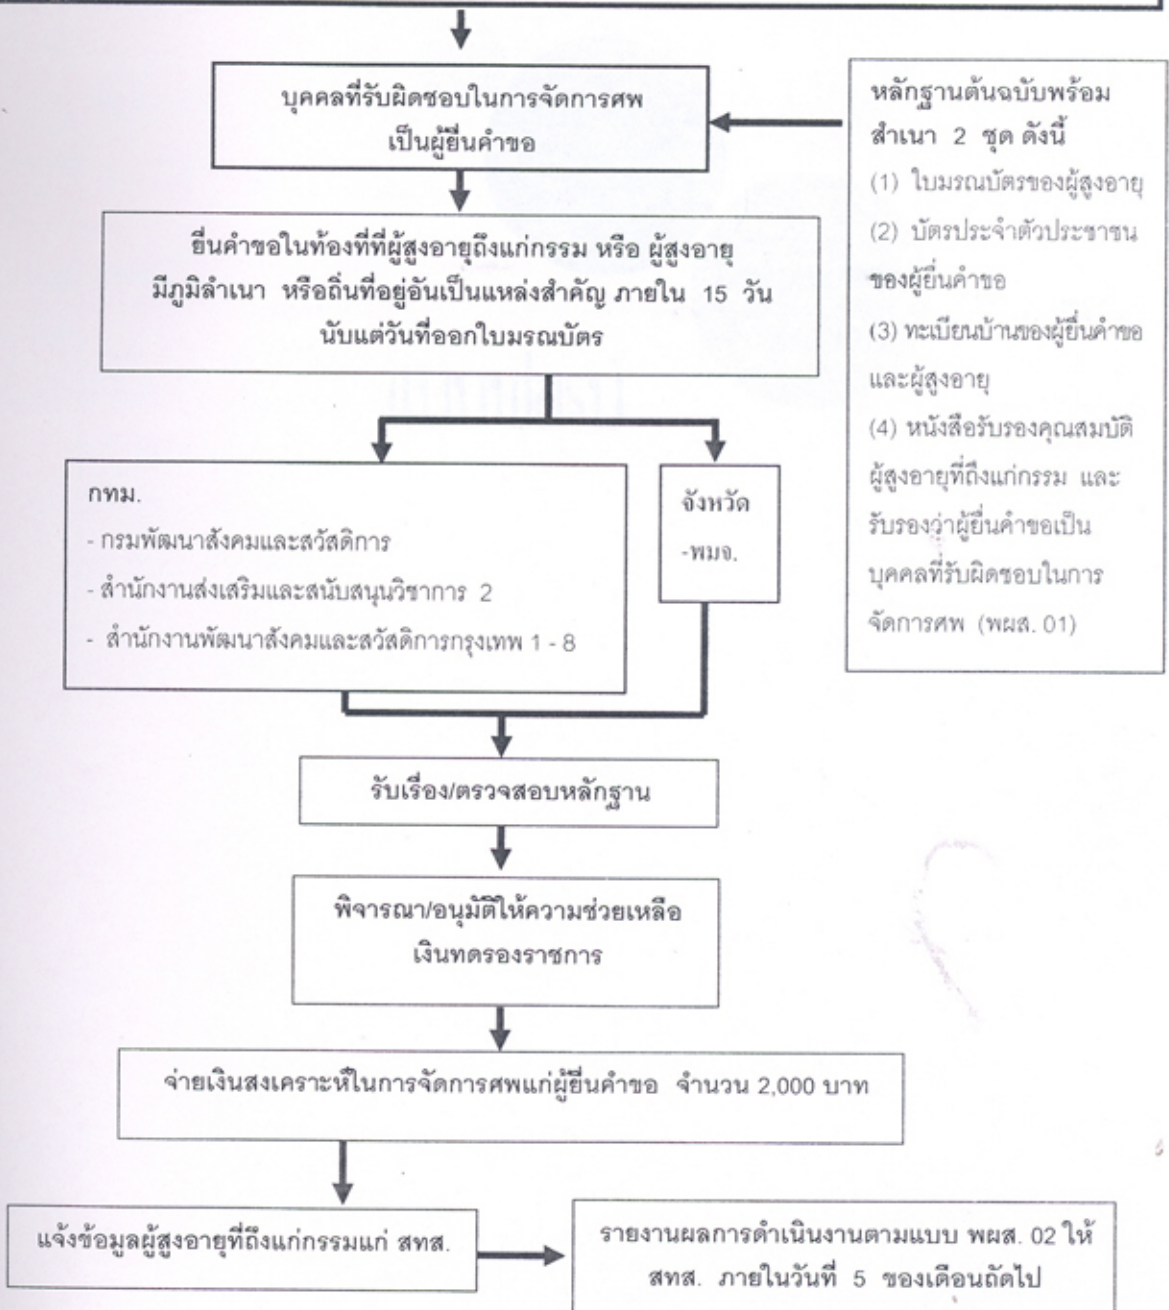 บุคคลที่รับผิดชอบในการจัดการศพ
เป็นผู้ยื่นคำขอ
หลักฐานต้นฉบับพร้อม
สำเนา 2 ชุด ดังนี้
(1) ใบมรณบัตรของผู้สูงอายุ
(2) บัตรประจำตัวประชาชน
ของผู้ยื่นคำขอ
(3) ทะเบียนบ้านของผู้ยื่นคำขอ
และผู้สูงอายุ
(4) หนังสือรับรองคุณสมบัติ
ผู้สูงอายุที่ถึงแก่กรรม และ
รับรองว่าผู้ยื่นคำขอเป็น
บุคคลที่รับผิดชอบในการ
จัดการศพ (พผส. 01)
ยื่นคำขอในท้องที่ที่ผู้สูงอายุถึงแก่กรรม หรือ ผู้สูงอายุ
มีภูมิลำเนา หรือถิ่นที่อยู่อันเป็นแหล่งสำคัญ ภายใน 15 วัน
นับแต่วันที่ออกใบมรณบัตร
กทม.
- กรมพัฒนาสังคมและสวัสดิการ
- สำนักงานส่งเสริมและสนับสนุนวิชาการ 2
- สำนักงานพัฒนาสังคมและสวัสดิการกรุงเทพ 1 - 8
จังหวัด
-พมจ.
รับเรื่อง/ตรวจสอบหลักฐาน
พิจารณา/อนุมัติให้ความช่วยเหลือ
เงินทดรองราชการ
จ่ายเงินสงเคราะห์ในการจัดการศพแก่ผู้ยื่นคำขอ จำนวน 2,000 บาท
แจ้งข้อมูลผู้สูงอายุที่ถึงแก่กรรมแก่ สทส.
รายงานผลการดำเนินงานตามแบบ พผส. 02 ให้
สทส. ภายในวันที่ 5 ของเดือนถัดไป